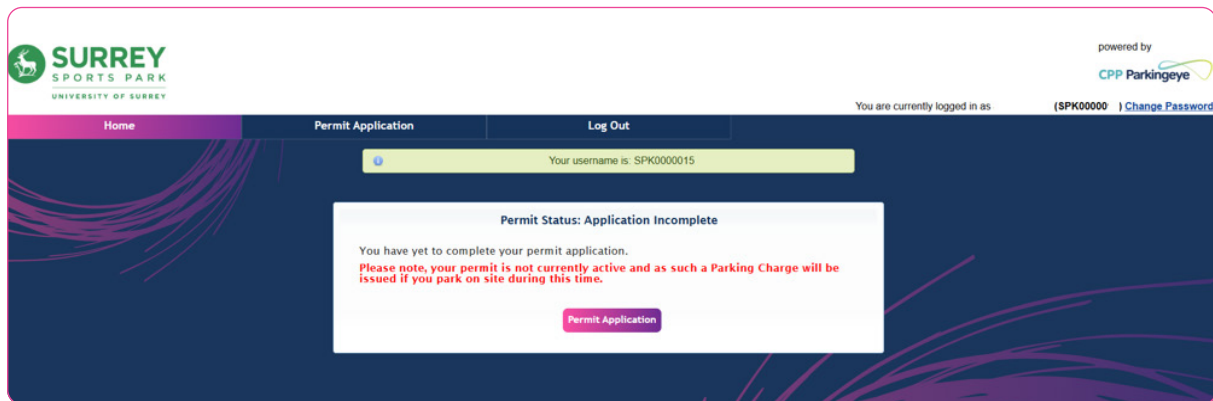 SURREY
SPORTS PARK
UNIVERSITY OF SURREY
powered by
CPP Parkingeye
You are currently logged in as (SPK00000 ) Change Password
Home Permit Application Log Out
Your username is: SPK0000015
Permit Status: Application Incomplete
You have yet to complete your permit application.
Please note, your permit is not currently active and as such a Parking Charge will be
issued if you park on site during this time.
Permit Application